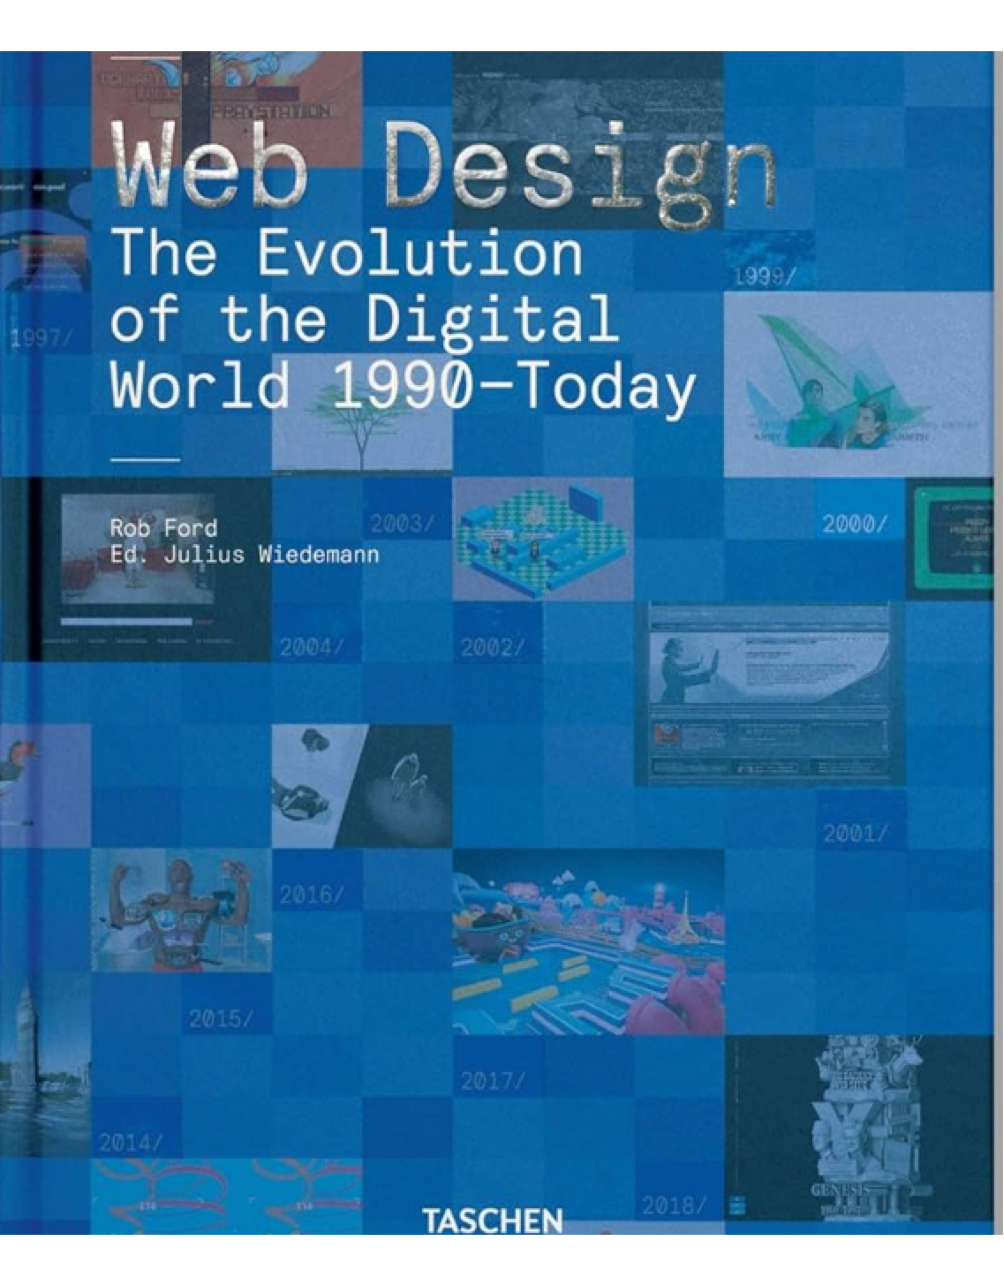 PLAYSTATION
Web Design
The Evolution
of the Digital
World 1990–Today
1999/
1997/
Rob Ford
Ed. Julius Wiedemann
2003/
2000/
2004/
2002/
2001/
2016/
2015/
2017/
2014/
GENESIS
2018/
TASCHEN